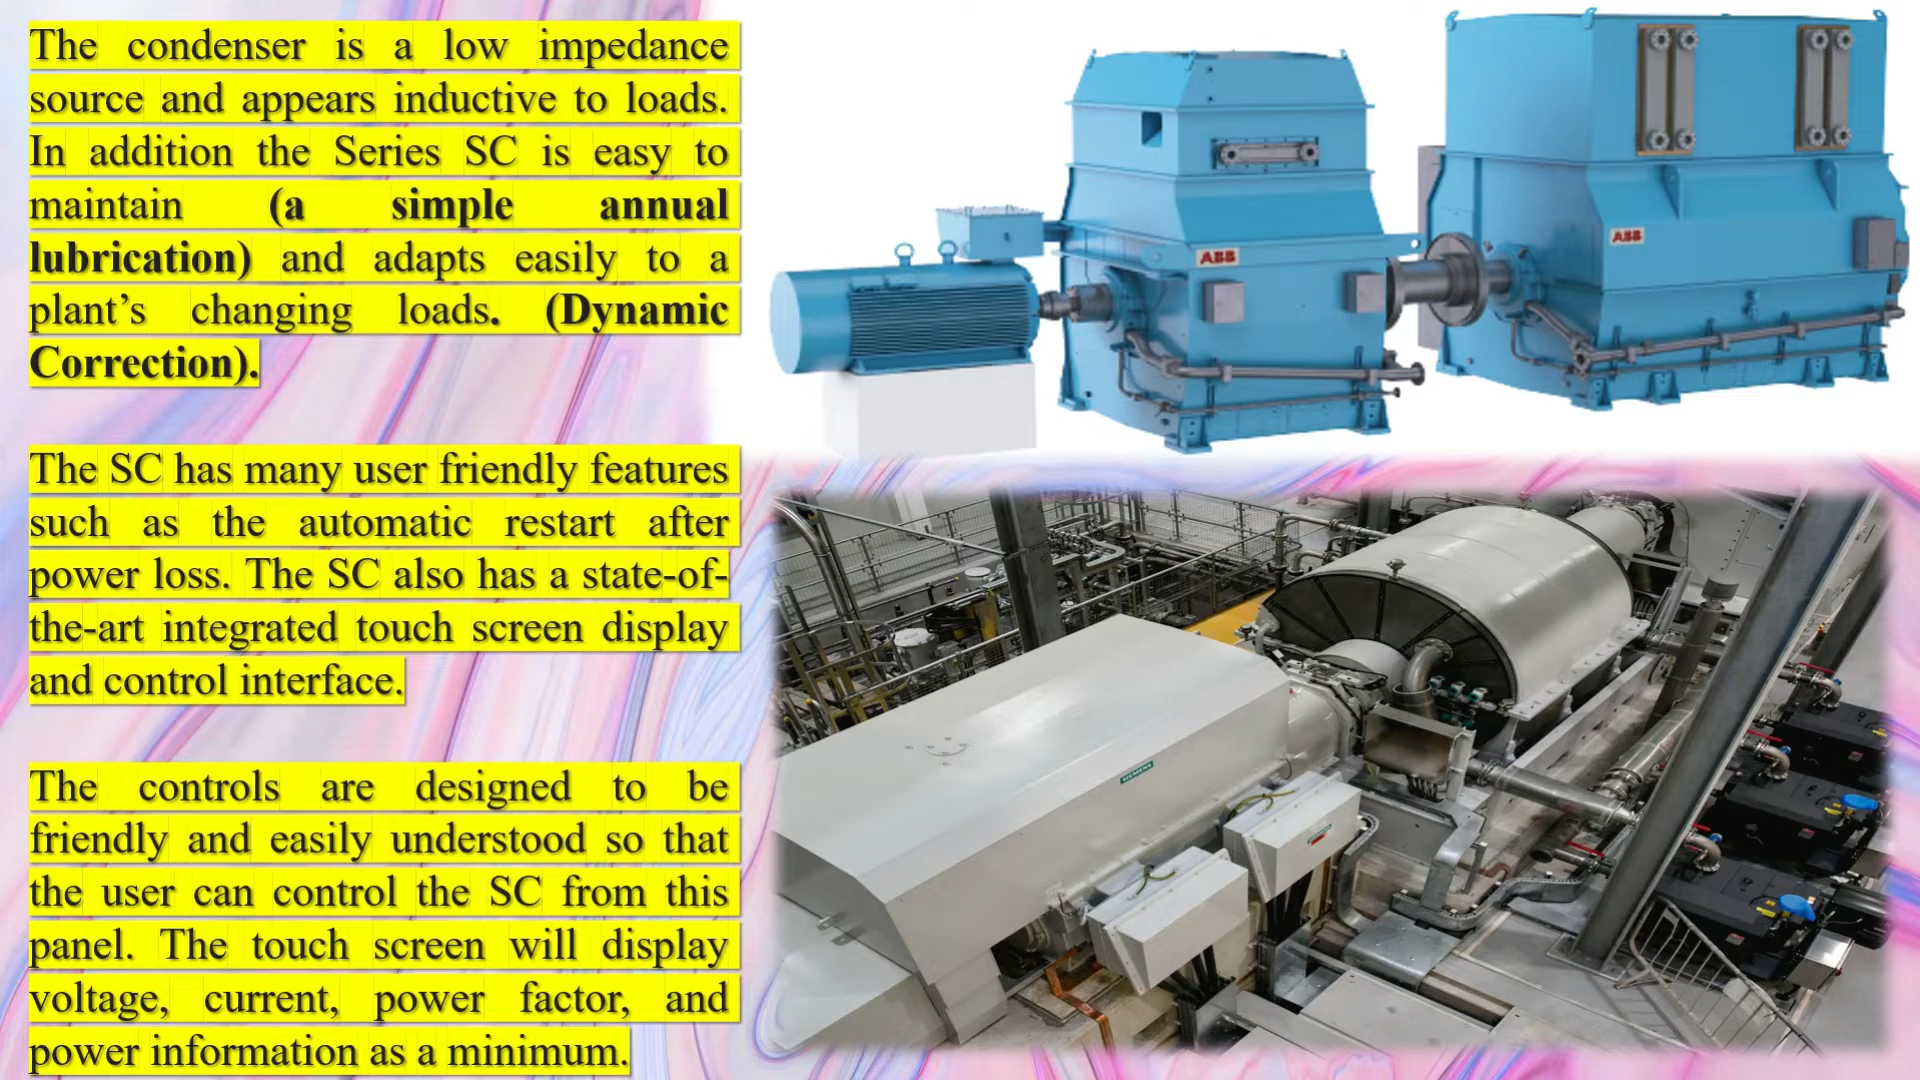 The condenser is a low impedance
source and appears inductive to loads.
In addition the Series SC is easy to
maintain (a simple annual
lubrication) and adapts easily to a
plant’s changing loads. (Dynamic
Correction).
The SC has many user friendly features
such as the automatic restart after
power loss. The SC also has a state-of-
the-art integrated touch screen display
and control interface.
The controls are designed to be
friendly and easily understood so that
the user can control the SC from this
panel. The touch screen will display
voltage, current, power factor, and
power information as a minimum.
ABB
ABB
SIEMENS